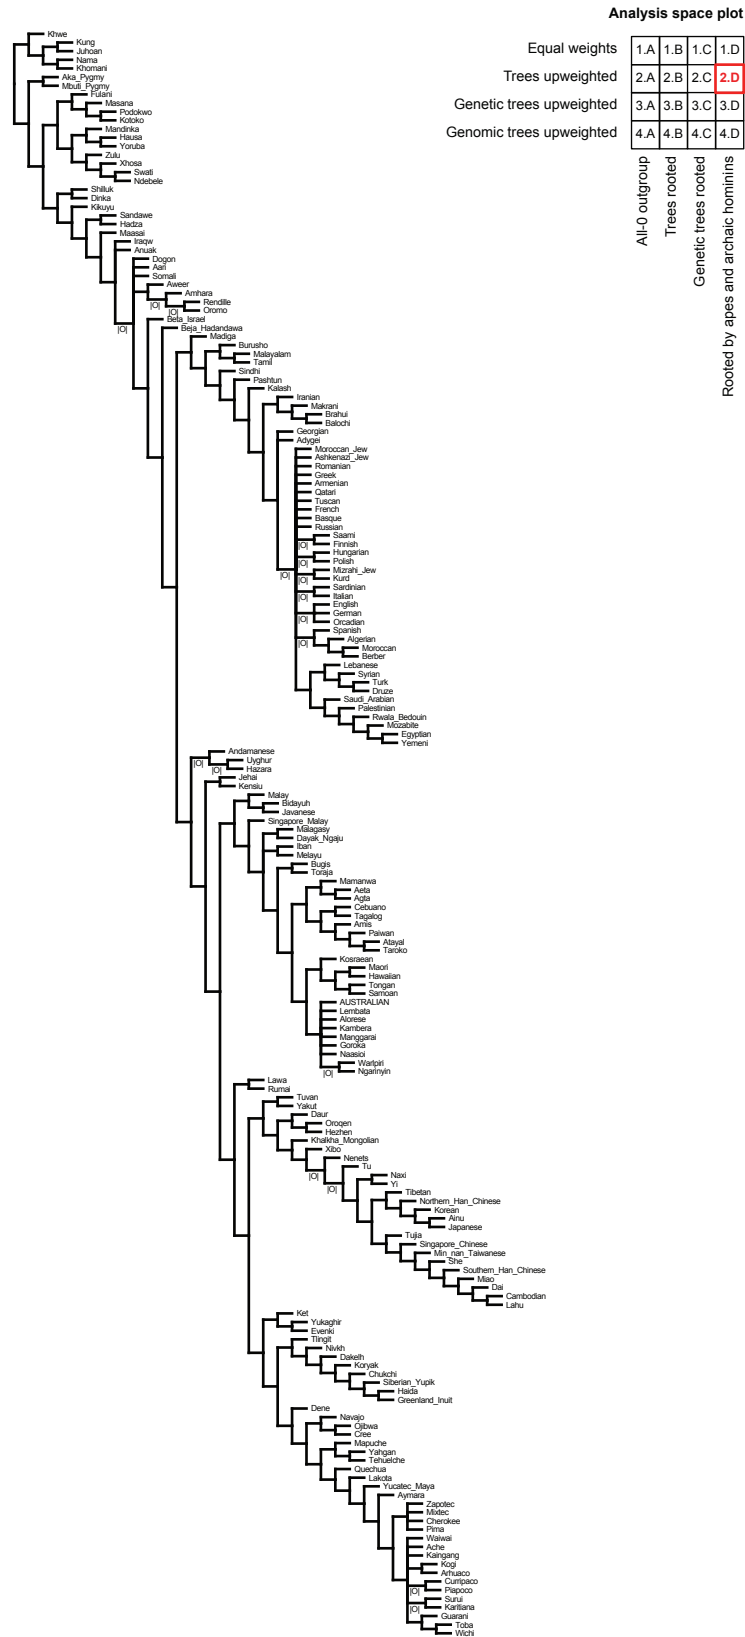 Analysis space plot
Equal weights
1.A 1.B 1.C 1.D
Trees upweighted
2.A 2.B 2.C 2.D
Genetic trees upweighted
3.A 3.B 3.C 3.D
Genomic trees upweighted
4.A 4.B 4.C 4.D
All-0 outgroup
Trees rooted
Genetic trees rooted
Rooted by apes and archaic hominins
Khwe
Kung
Juhoan
Nama
Khomani
Aka_Pygmy
Mbuti_Pygmy
Fulani
Masana
Podokwo
Kotoko
Mandinka
Hausa
Yoruba
Zulu
Xhosa
Swati
Ndebele
Shilluk
Dinka
Kikuyu
Sandawe
Hadza
Maasai
Iraqw
Anuak
Dogon
Aari
Somali
Aweer
Amhara
|O|
Rendille
|O|
Oromo
Beta_Israel
|O|
Beja_Hadandawa
Madiga
Burusho
Malayalam
Tamil
Sindhi
Pashtun
Kalash
Iranian
Makrani
Brahui
Balochi
Georgian
Adygei
Moroccan_Jew
Ashkenazi_Jew
Romanian
Greek
Armenian
Qatari
Tuscan
French
Basque
Russian
Saami
|O|
Finnish
Hungarian
|O|
Polish
Mizrahi_Jew
|O|
|O|
Kurd
Sardinian
|O|
Italian
English
German
|O|
Orcadian
Spanish
|O|
Algerian
Moroccan
Berber
Lebanese
Syrian
Turk
Druze
Saudi_Arabian
Palestinian
Rwala_Bedouin
Mozabite
Egyptian
Yemeni
Andamanese
|O|
Uyghur
|O|
Hazara
Jehai
Kensiu
Malay
Bidayuh
Javanese
Singapore_Malay
Malagasy
Dayak_Ngaju
Iban
Melayu
Bugis
Toraja
Mamanwa
Aeta
Agta
Cebuano
Tagalog
Amis
Paiwan
Atayal
Taroko
Kosraean
Maori
Hawaiian
Tongan
Samoan
AUSTRALIAN
Lembata
Alorese
Kambera
Manggarai
Goroka
Naasioi
Warlpiri
|O|
Ngarinyin
Lawa
Rumai
Tuvan
Yakut
Daur
Oroqen
Hezhen
Khalkha_Mongolian
Xibo
Nenets
Tu
|O|
Naxi
|O|
Yi
Tibetan
Northern_Han_Chinese
Korean
Ainu
Japanese
Tujia
Singapore_Chinese
Min_nan_Taiwanese
She
Southern_Han_Chinese
Miao
Dai
Cambodian
Lahu
Ket
Yukaghir
Evenki
Tlingit
Nivkh
Dakelh
Koryak
Chukchi
Siberian_Yupik
Haida
Greenland_Inuit
Dene
Navajo
Ojibwa
Cree
Mapuche
Yahgan
Tehuelche
Quechua
Lakota
Yucatec_Maya
Aymara
Zapotec
Mixtec
Cherokee
Pima
Waiwai
Ache
Kaingang
Kogi
Arhuaco
Curripaco
|O|
Piapoco
Surui
|O|
Karitiana
Guarani
Toba
Wichi